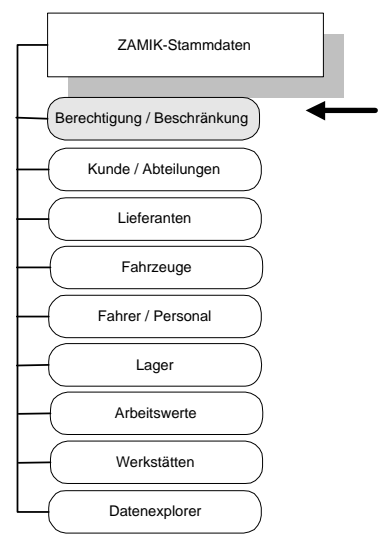 ZAMIK-Stammdaten
Berechtigung / Beschränkung
Kunde / Abteilungen
Lieferanten
Fahrzeuge
Fahrer / Personal
Lager
Arbeitswerte
Werkstätten
Datenexplorer